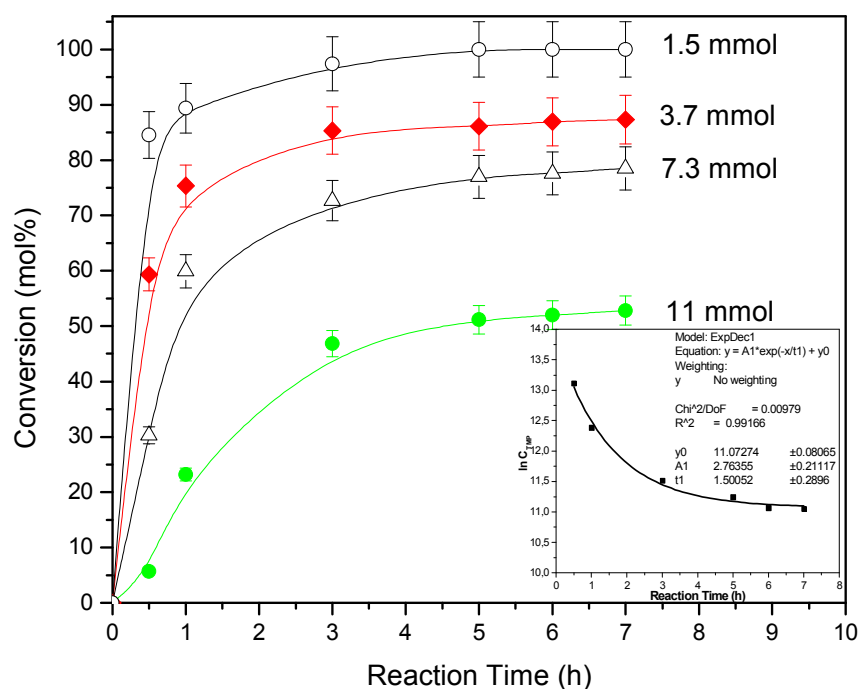 Conversion (mol%)
100
90
80
70
60
50
40
30
20
10
0
0 1 2 3 4 5 6 7 8 9 10
Reaction Time (h)
1.5 mmol
3.7 mmol
7.3 mmol
11 mmol
ln C_TMP
14,0
13,5
13,0
12,5
12,0
11,5
11,0
10,5
10,0
0 1 2 3 4 5 6 7 8
Reaction Time (h)
Model: ExpDec1
Equation: y = A1*exp(-x/t1) + y0
Weighting:
y No weighting
Chi^2/DoF = 0.00979
R^2 = 0.99166
y0 11.07274 ±0.08065
A1 2.76355 ±0.21117
t1 1.50052 ±0.2896